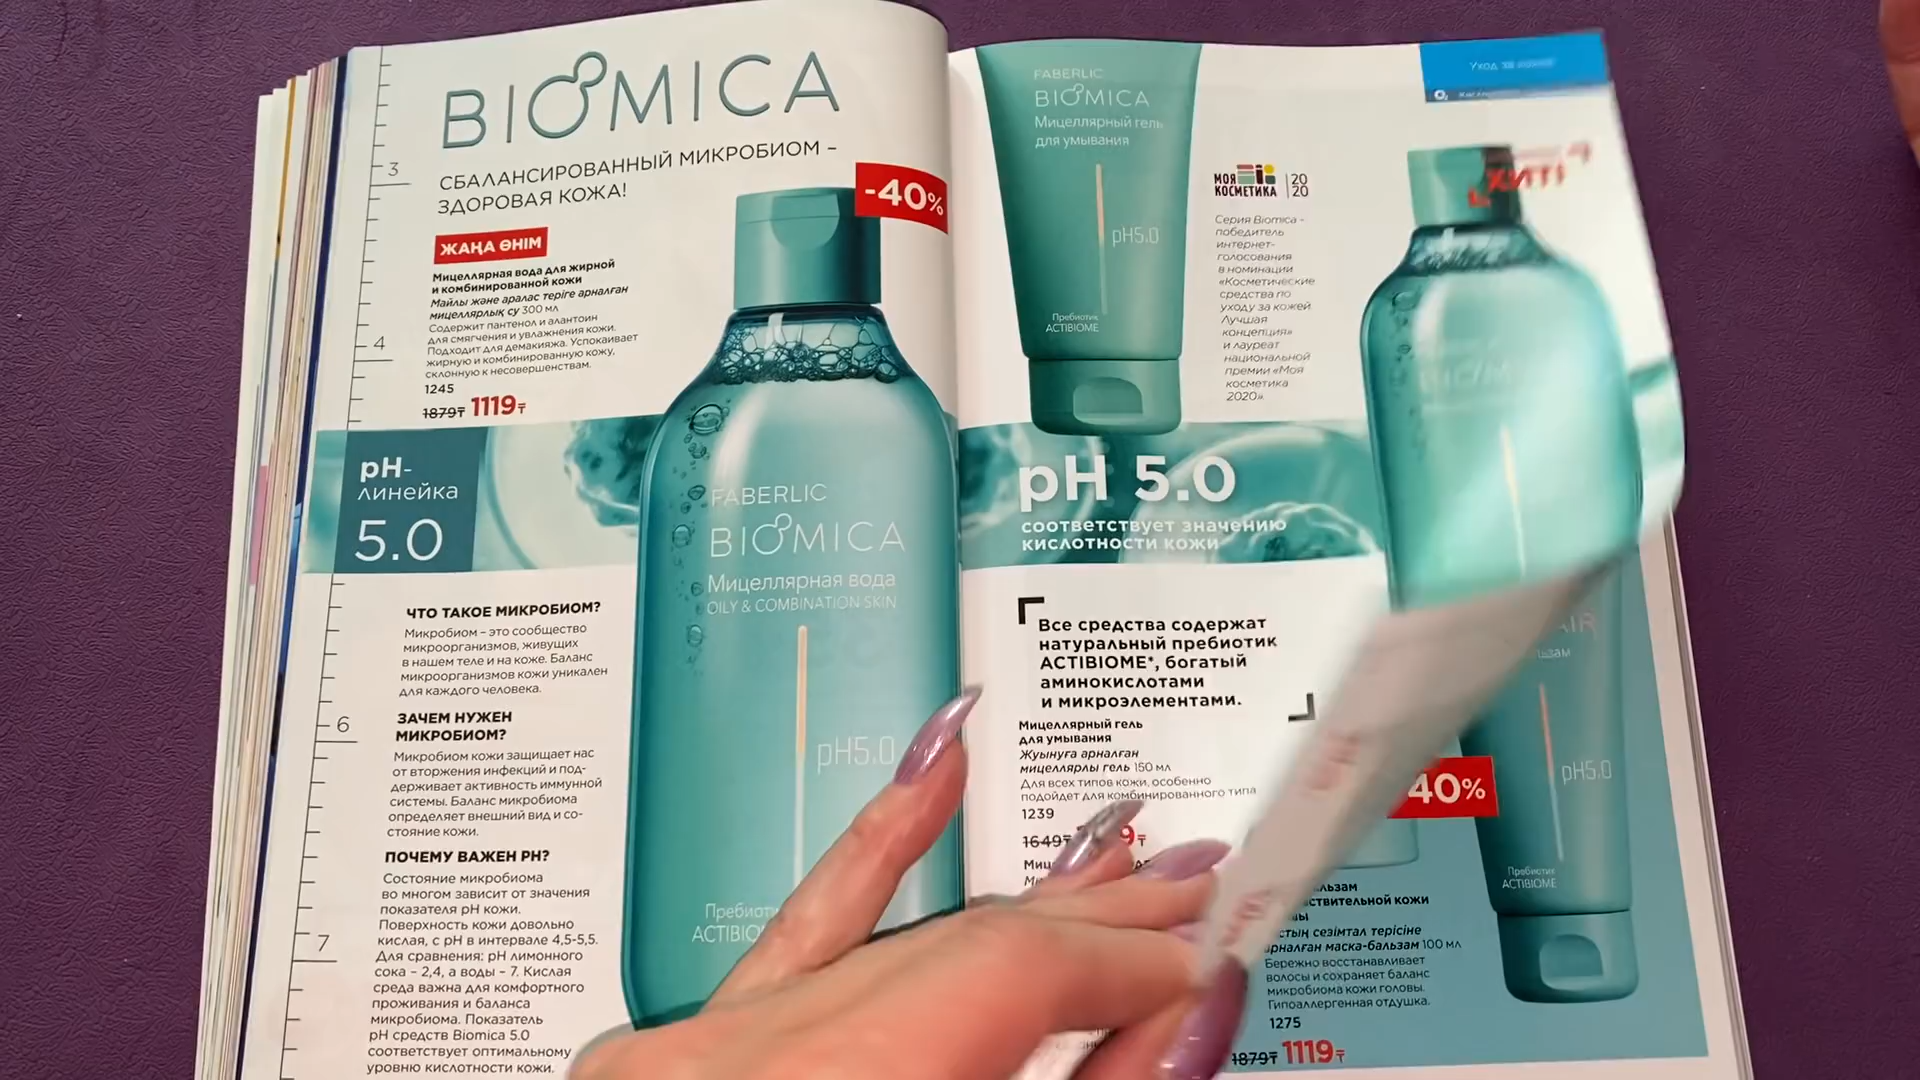 BIOMICA
СБАЛАНСИРОВАННЫЙ МИКРОБИОМ –
ЗДОРОВАЯ КОЖА!
-40%
ЖАҢА ӨНІМ
Мицеллярная вода для жирной
и комбинированной кожи
Майлы және аралас теріге арналған
мицеллярлық су 300 мл
Содержит пантенол и алантоин
для смягчения и увлажнения кожи.
Подходит для демакияжа. Успокаивает
жирную и комбинированную кожу,
склонную к несовершенствам.
1245
1879₸ 1119₸
3
4
6
7
pH-
линейка
5.0
ЧТО ТАКОЕ МИКРОБИОМ?
Микробиом – это сообщество
микроорганизмов, живущих
в нашем теле и на коже. Баланс
микроорганизмов кожи уникален
для каждого человека.
ЗАЧЕМ НУЖЕН
МИКРОБИОМ?
Микробиом кожи защищает нас
от вторжения инфекций и под-
держивает активность иммунной
системы. Баланс микробиома
определяет внешний вид и со-
стояние кожи.
ПОЧЕМУ ВАЖЕН PH?
Состояние микробиома
во многом зависит от значения
показателя pH кожи.
Поверхность кожи довольно
кислая, с pH в интервале 4,5-5,5.
Для сравнения: pH лимонного
сока – 2,4, а воды – 7. Кислая
среда важна для комфортного
проживания и баланса
микробиома. Показатель
pH средств Biomica 5.0
соответствует оптимальному
уровню кислотности кожи.
FABERLIC
BIOMICA
Мицеллярная вода
OILY & COMBINATION SKIN
pH5.0
FABERLIC
BIOMICA
Мицеллярный гель
для умывания
pH5.0
Пребиотик
ACTIBIOME
МОЯ
КОСМЕТИКА
20
20
Серия Biomica –
победитель
интернет-
голосования
в номинации
«Косметические
средства по
уходу за кожей.
Лучшая
концепция»
и лауреат
национальной
премии «Моя
косметика
2020».
Уход за кожей
ХИТ!
pH 5.0
соответствует значению
кислотности кожи
Все средства содержат
натуральный пребиотик
ACTIBIOME*, богатый
аминокислотами
и микроэлементами.
Мицеллярный гель
для умывания
Жуынуға арналған
мицеллярлы гель 150 мл
Для всех типов кожи, особенно
подойдет для комбинированного типа
1239
1649₸
40%
pH5.0
Пребиотик
ACTIBIOME
арналған маска-бальзам 100 мл
Бережно восстанавливает
волосы и сохраняет баланс
микробиома кожи головы.
Гипоаллергенная отдушка.
1275
1879₸ 1119₸